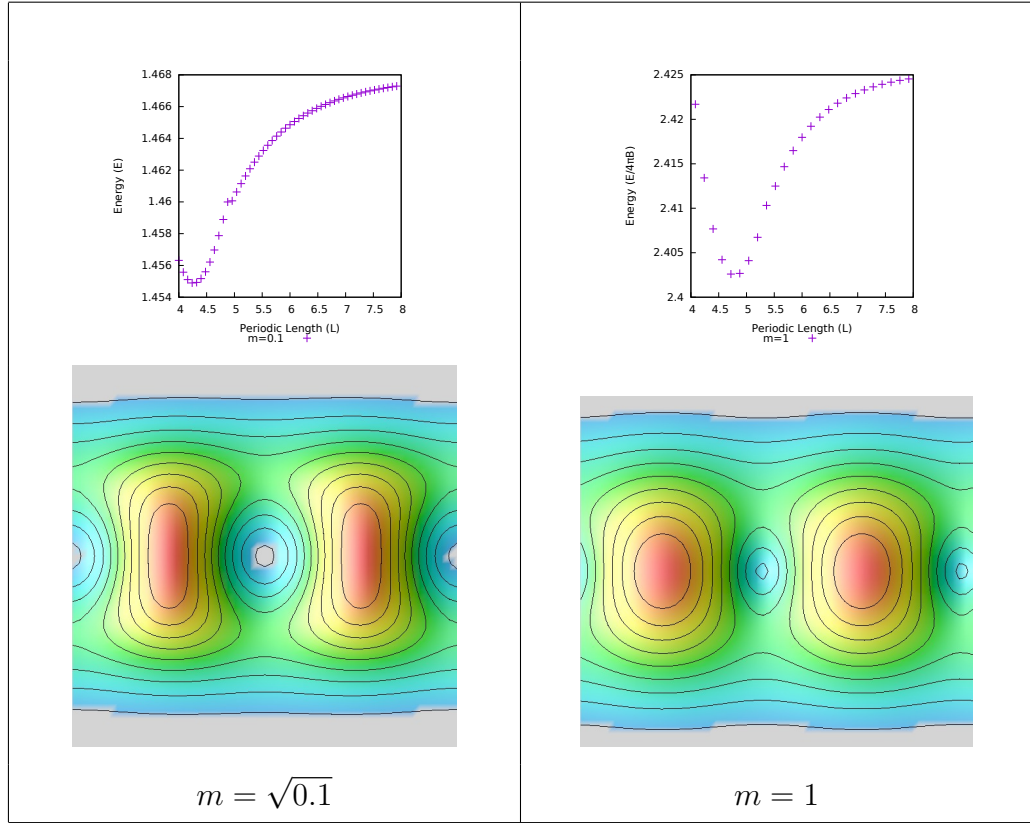 1.468
1.466
1.464
1.462
1.46
1.458
1.456
1.454
Energy (E)
4 4.5 5 5.5 6 6.5 7 7.5 8
Periodic Length (L)
m=0.1
2.425
2.42
2.415
2.41
2.405
2.4
Energy (E/4πB)
4 4.5 5 5.5 6 6.5 7 7.5 8
Periodic Length (L)
m=1
m = √0.1
m = 1